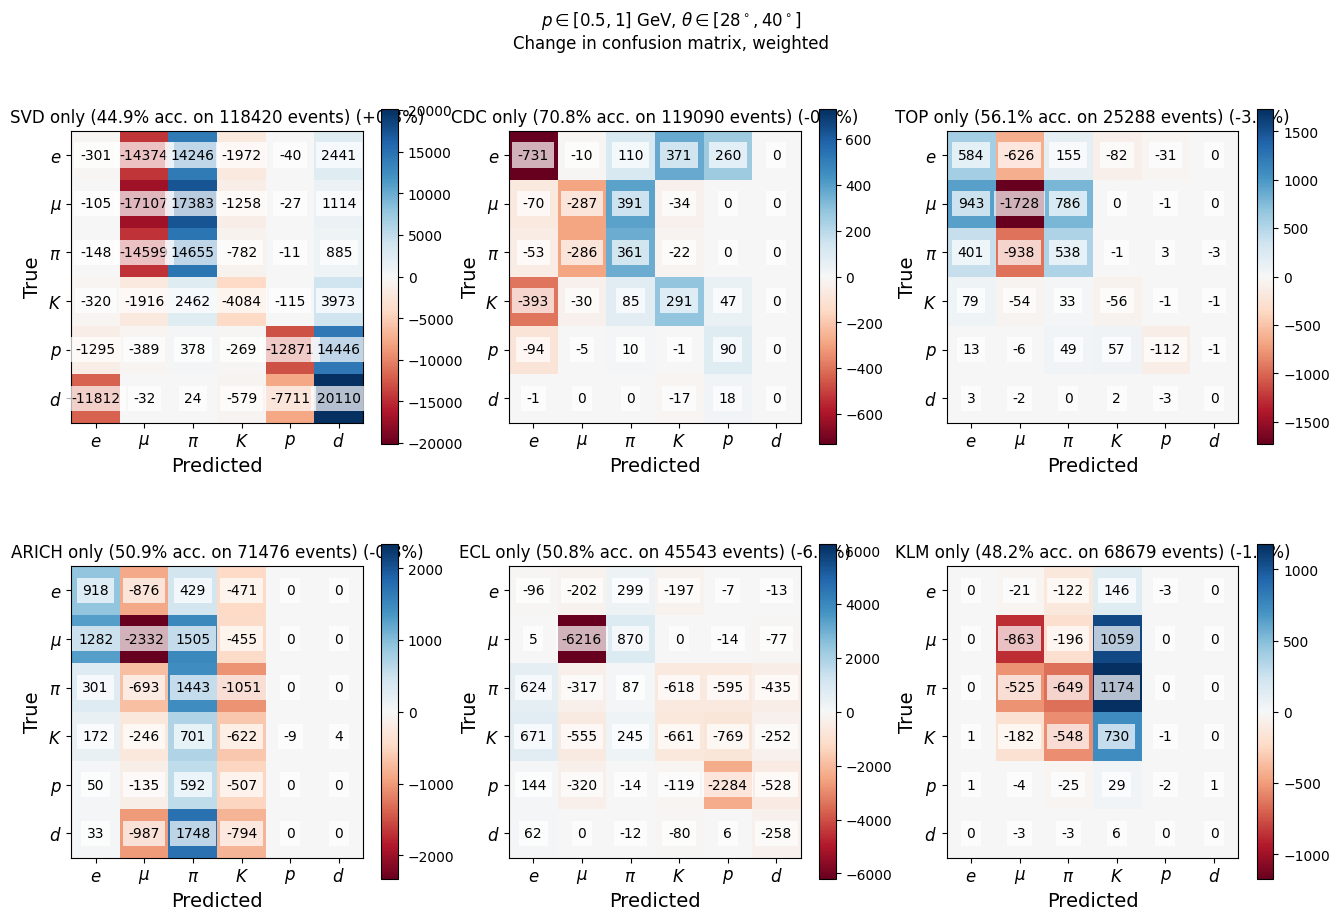 p ∈ [0.5, 1] GeV, θ ∈ [28°, 40°]
Change in confusion matrix, weighted
SVD only (44.9% acc. on 118420 events)
True
e -301 -14374 14246 -1972 -40 2441
μ -105 -17107 17383 -1258 -27 1114
π -148 -14599 14655 -782 -11 885
K -320 -1916 2462 -4084 -115 3973
p -1295 -389 378 -269 -12871 14446
d -11812 -32 24 -579 -7711 20110
e μ π K p d
Predicted
20000
15000
10000
5000
0
−5000
−10000
−15000
−20000
CDC only (70.8% acc. on 119090 events)
True
e -731 -10 110 371 260 0
μ -70 -287 391 -34 0 0
π -53 -286 361 -22 0 0
K -393 -30 85 291 47 0
p -94 -5 10 -1 90 0
d -1 0 0 -17 18 0
e μ π K p d
Predicted
600
400
200
0
−200
−400
−600
TOP only (56.1% acc. on 25288 events)
True
e 584 -626 155 -82 -31 0
μ 943 -1728 786 0 -1 0
π 401 -938 538 -1 3 -3
K 79 -54 33 -56 -1 -1
p 13 -6 49 57 -112 -1
d 3 -2 0 2 -3 0
e μ π K p d
Predicted
1500
1000
500
0
−500
−1000
−1500
ARICH only (50.9% acc. on 71476 events)
True
e 918 -876 429 -471 0 0
μ 1282 -2332 1505 -455 0 0
π 301 -693 1443 -1051 0 0
K 172 -246 701 -622 -9 4
p 50 -135 592 -507 0 0
d 33 -987 1748 -794 0 0
e μ π K p d
Predicted
2000
1000
0
−1000
−2000
ECL only (50.8% acc. on 45543 events)
True
e -96 -202 299 -197 -7 -13
μ 5 -6216 870 0 -14 -77
π 624 -317 87 -618 -595 -435
K 671 -555 245 -661 -769 -252
p 144 -320 -14 -119 -2284 -528
d 62 0 -12 -80 6 -258
e μ π K p d
Predicted
6000
4000
2000
0
−2000
−4000
−6000
KLM only (48.2% acc. on 68679 events)
True
e 0 -21 -122 146 -3 0
μ 0 -863 -196 1059 0 0
π 0 -525 -649 1174 0 0
K 1 -182 -548 730 -1 0
p 1 -4 -25 29 -2 1
d 0 -3 -3 6 0 0
e μ π K p d
Predicted
1000
500
0
−500
−1000